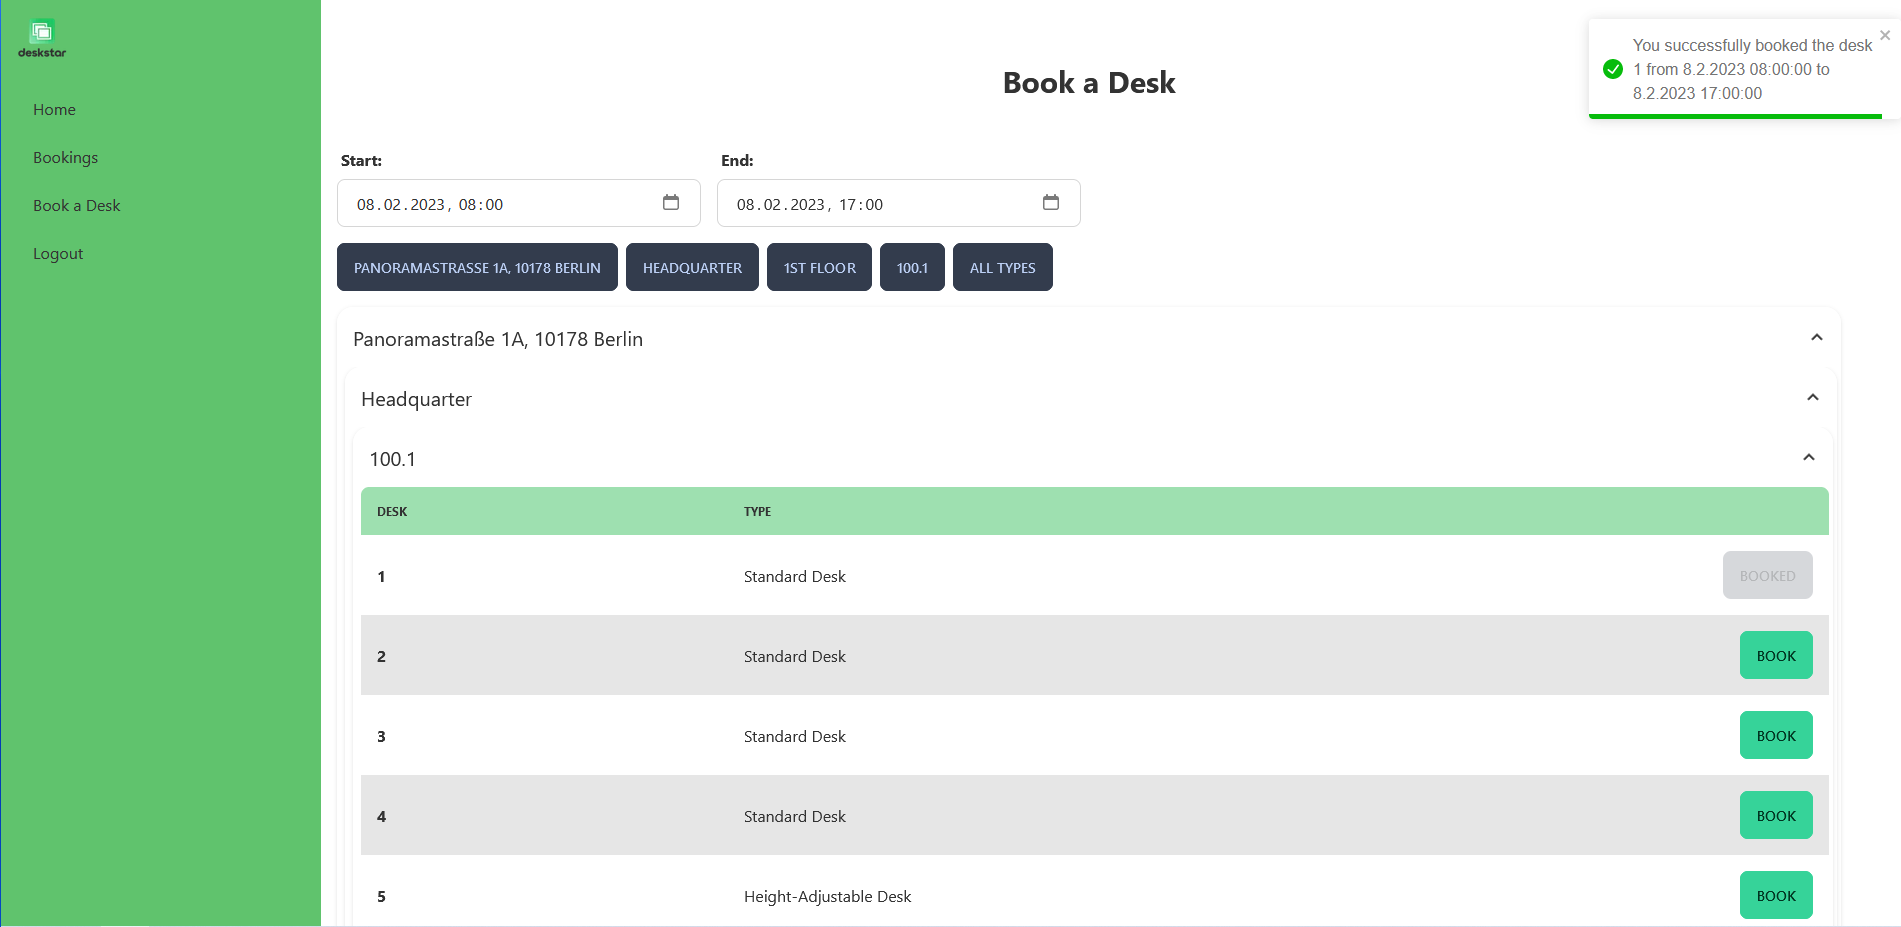 deskstar
Home
Bookings
Book a Desk
Logout
Book a Desk
You successfully booked the desk
1 from 8.2.2023 08:00:00 to
8.2.2023 17:00:00
Start: End:
08.02.2023, 08:00 08.02.2023, 17:00
PANORAMASTRASSE 1A, 10178 BERLIN HEADQUARTER 1ST FLOOR 100.1 ALL TYPES
Panoramastraße 1A, 10178 Berlin
Headquarter
100.1
DESK TYPE
1 Standard Desk BOOKED
2 Standard Desk BOOK
3 Standard Desk BOOK
4 Standard Desk BOOK
5 Height-Adjustable Desk BOOK